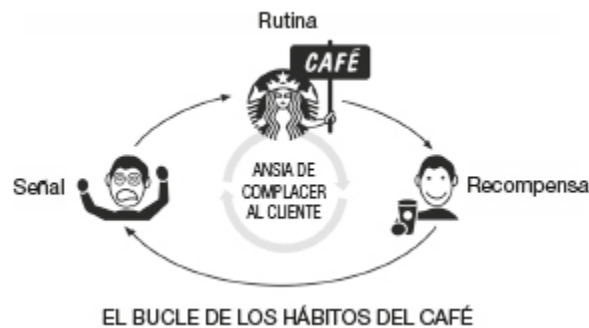 Rutina
CAFÉ
Señal
ANSIA DE
COMPLACER
AL CLIENTE
Recompensa
EL BUCLE DE LOS HÁBITOS DEL CAFÉ